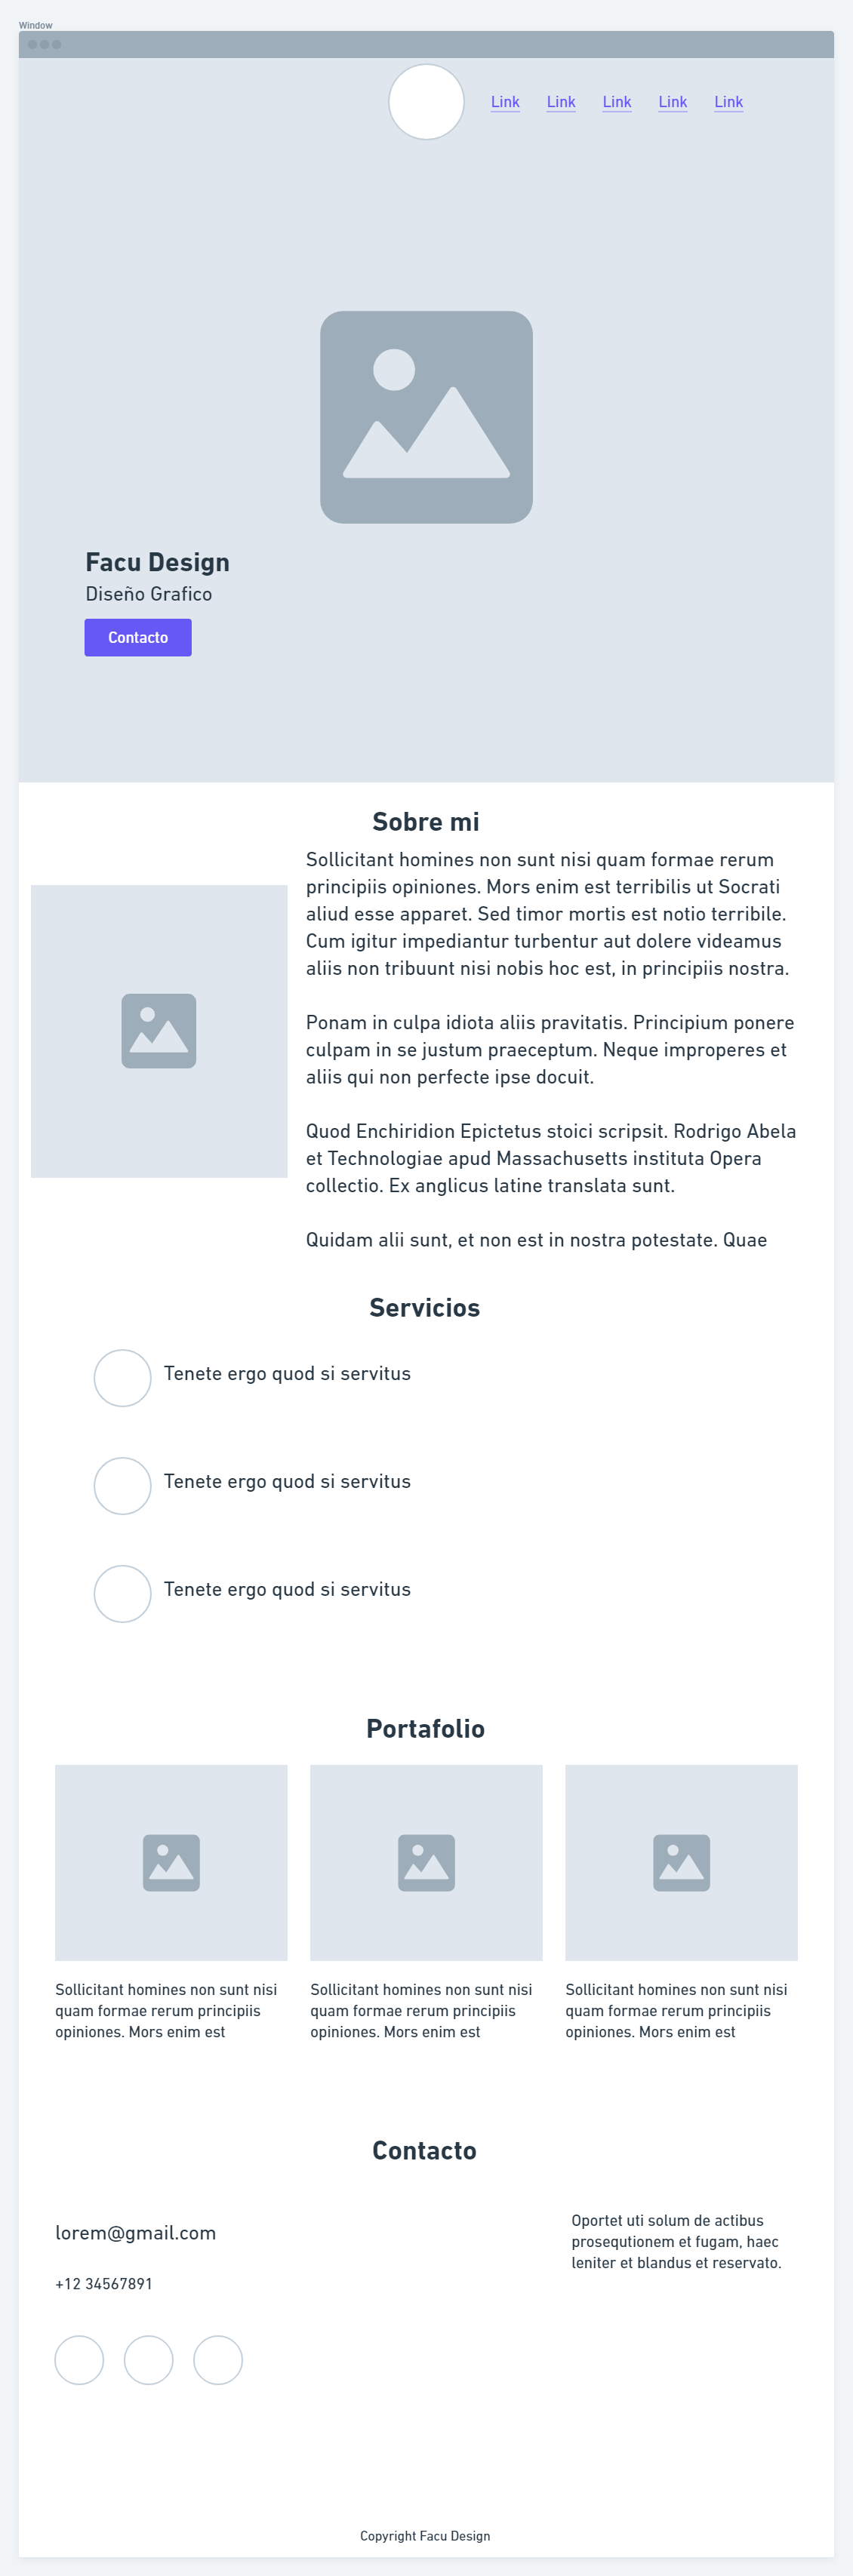 Window
Link Link Link Link Link
Facu Design
Diseño Grafico
Contacto
Sobre mi
Sollicitant homines non sunt nisi quam formae rerum
principiis opiniones. Mors enim est terribilis ut Socrati
aliud esse apparet. Sed timor mortis est notio terribile.
Cum igitur impediantur turbentur aut dolere videamus
aliis non tribuunt nisi nobis hoc est, in principiis nostra.
Ponam in culpa idiota aliis pravitatis. Principium ponere
culpam in se justum praeceptum. Neque improperes et
aliis qui non perfecte ipse docuit.
Quod Enchiridion Epictetus stoici scripsit. Rodrigo Abela
et Technologiae apud Massachusetts instituta Opera
collectio. Ex anglicus latine translata sunt.
Quidam alii sunt, et non est in nostra potestate. Quae
Servicios
Tenete ergo quod si servitus
Tenete ergo quod si servitus
Tenete ergo quod si servitus
Portafolio
Sollicitant homines non sunt nisi
quam formae rerum principiis
opiniones. Mors enim est
Sollicitant homines non sunt nisi
quam formae rerum principiis
opiniones. Mors enim est
Sollicitant homines non sunt nisi
quam formae rerum principiis
opiniones. Mors enim est
Contacto
lorem@gmail.com
+12 34567891
Oportet uti solum de actibus
prosequtionem et fugam, haec
leniter et blandus et reservato.
Copyright Facu Design